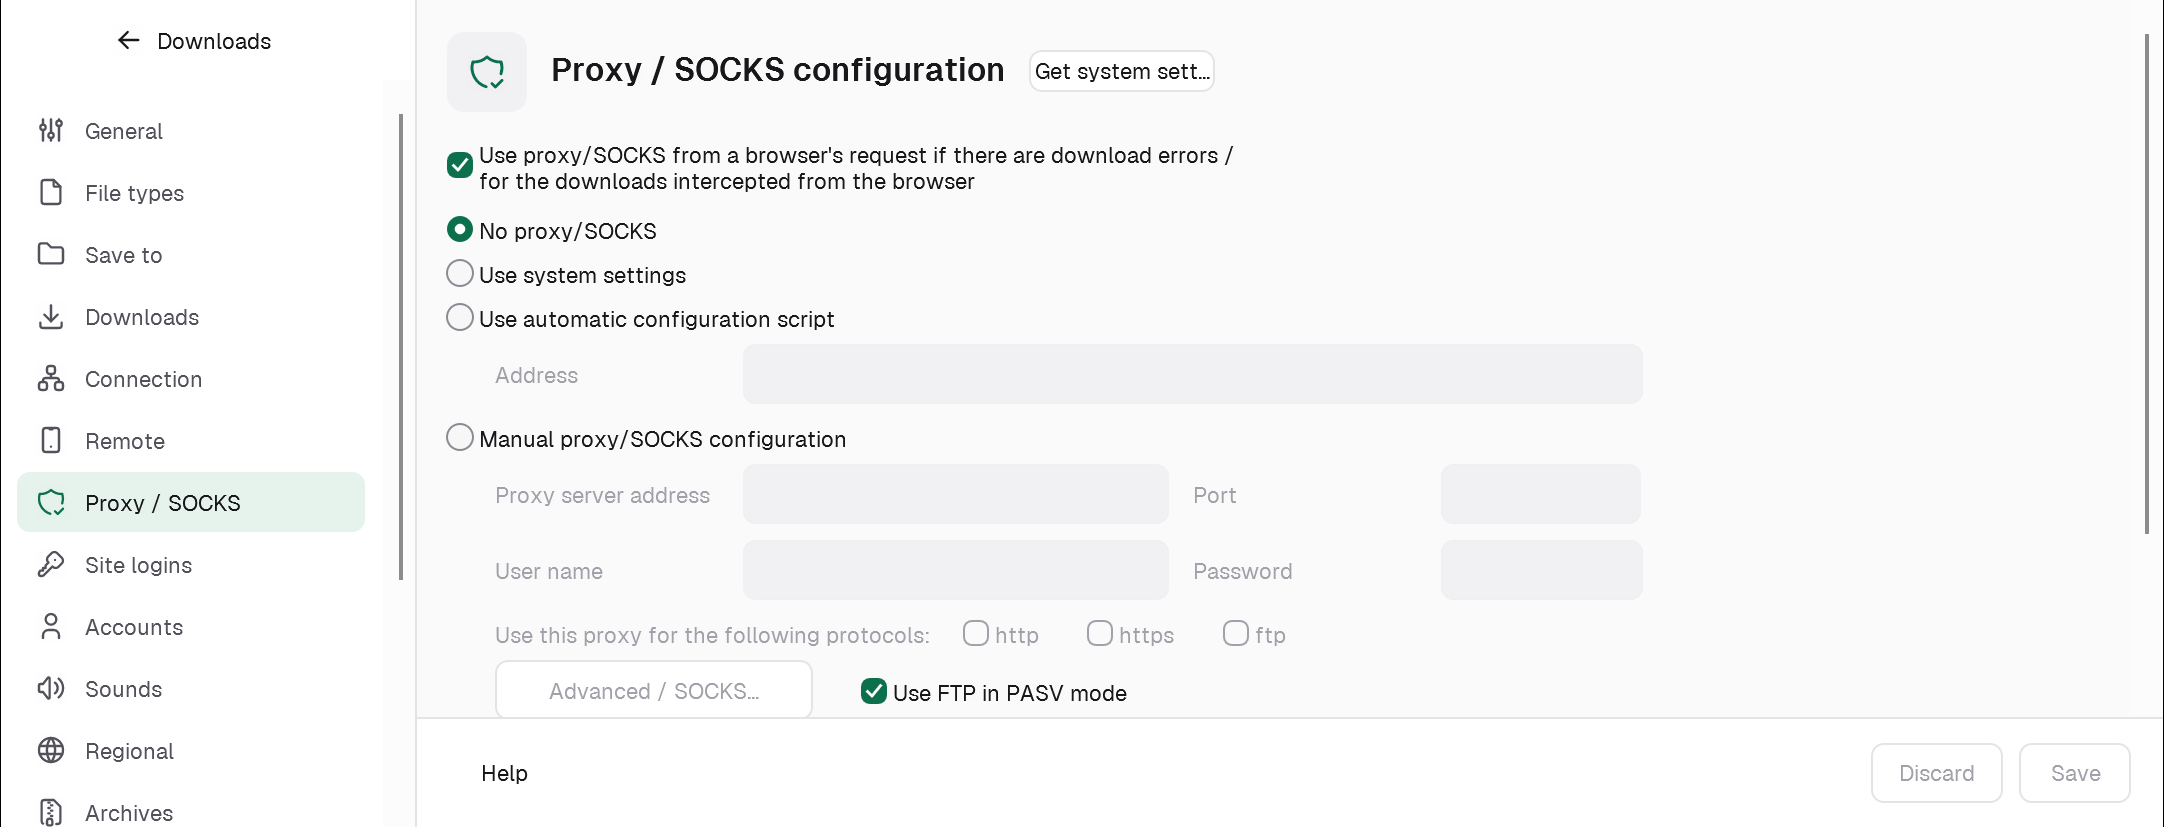 Downloads
General
File types
Save to
Downloads
Connection
Remote
Proxy / SOCKS
Site logins
Accounts
Sounds
Regional
Archives
Proxy / SOCKS configuration
Get system sett...
Use proxy/SOCKS from a browser's request if there are download errors /
for the downloads intercepted from the browser
No proxy/SOCKS
Use system settings
Use automatic configuration script
Address
Manual proxy/SOCKS configuration
Proxy server address Port
User name Password
Use this proxy for the following protocols: http https ftp
Advanced / SOCKS... Use FTP in PASV mode
Help Discard Save